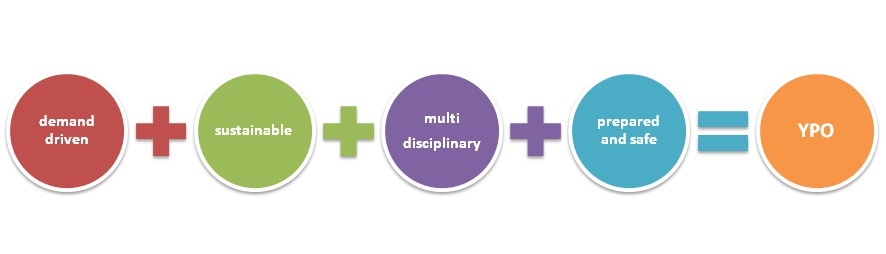 demand
driven
sustainable
multi
disciplinary
prepared
and safe
YPO